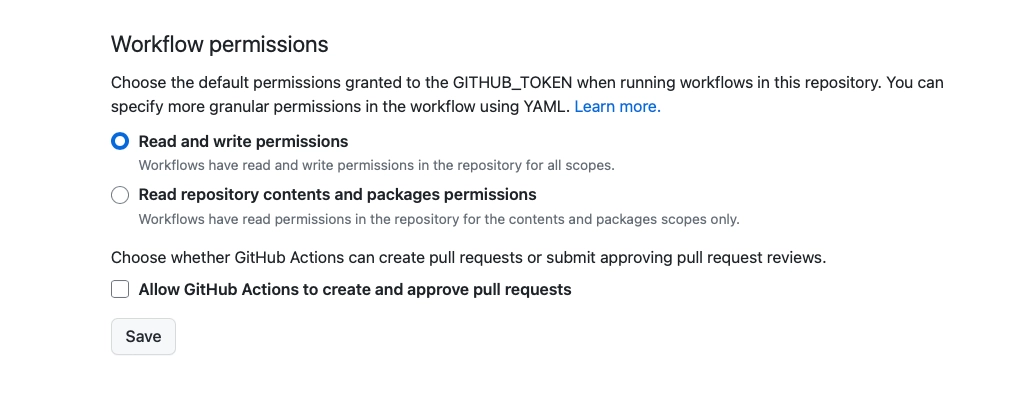 Workflow permissions
Choose the default permissions granted to the GITHUB_TOKEN when running workflows in this repository. You can
specify more granular permissions in the workflow using YAML. Learn more.
Read and write permissions
Workflows have read and write permissions in the repository for all scopes.
Read repository contents and packages permissions
Workflows have read permissions in the repository for the contents and packages scopes only.
Choose whether GitHub Actions can create pull requests or submit approving pull request reviews.
Allow GitHub Actions to create and approve pull requests
Save